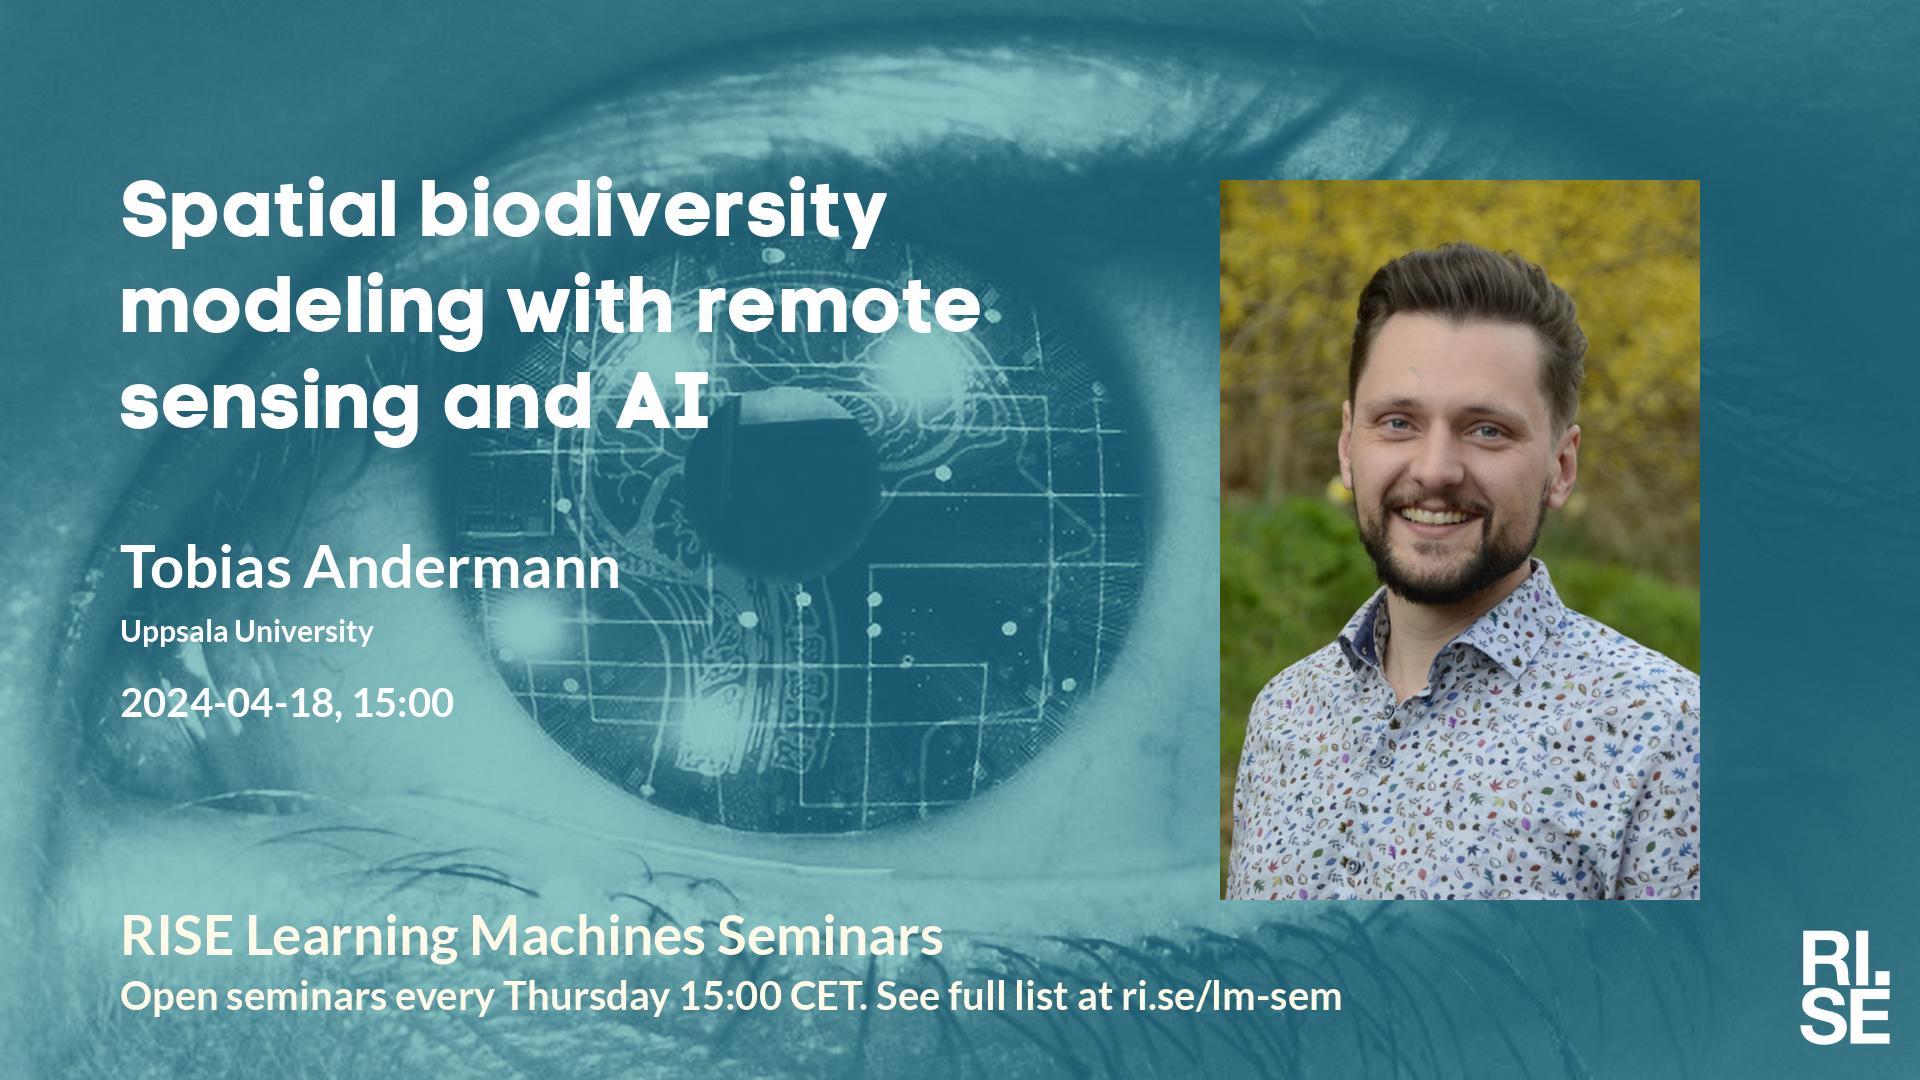 Spatial biodiversity
modeling with remote
sensing and AI
Tobias Andermann
Uppsala University
2024-04-18, 15:00
RISE Learning Machines Seminars
Open seminars every Thursday 15:00 CET. See full list at ri.se/lm-sem
RI.
SE